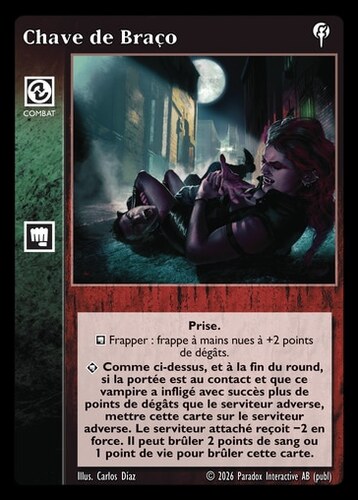 Chave de Braço
COMBAT
Prise.
Frapper : frappe à mains nues à +2 points
de dégâts.
Comme ci-dessus, et à la fin du round,
si la portée est au contact et que ce
vampire a infligé avec succès plus de
points de dégâts que le serviteur adverse,
mettre cette carte sur le serviteur
adverse. Le serviteur attaché reçoit −2 en
force. Il peut brûler 2 points de sang ou
1 point de vie pour brûler cette carte.
Illus. Carlos Díaz © 2026 Paradox Interactive AB (publ)